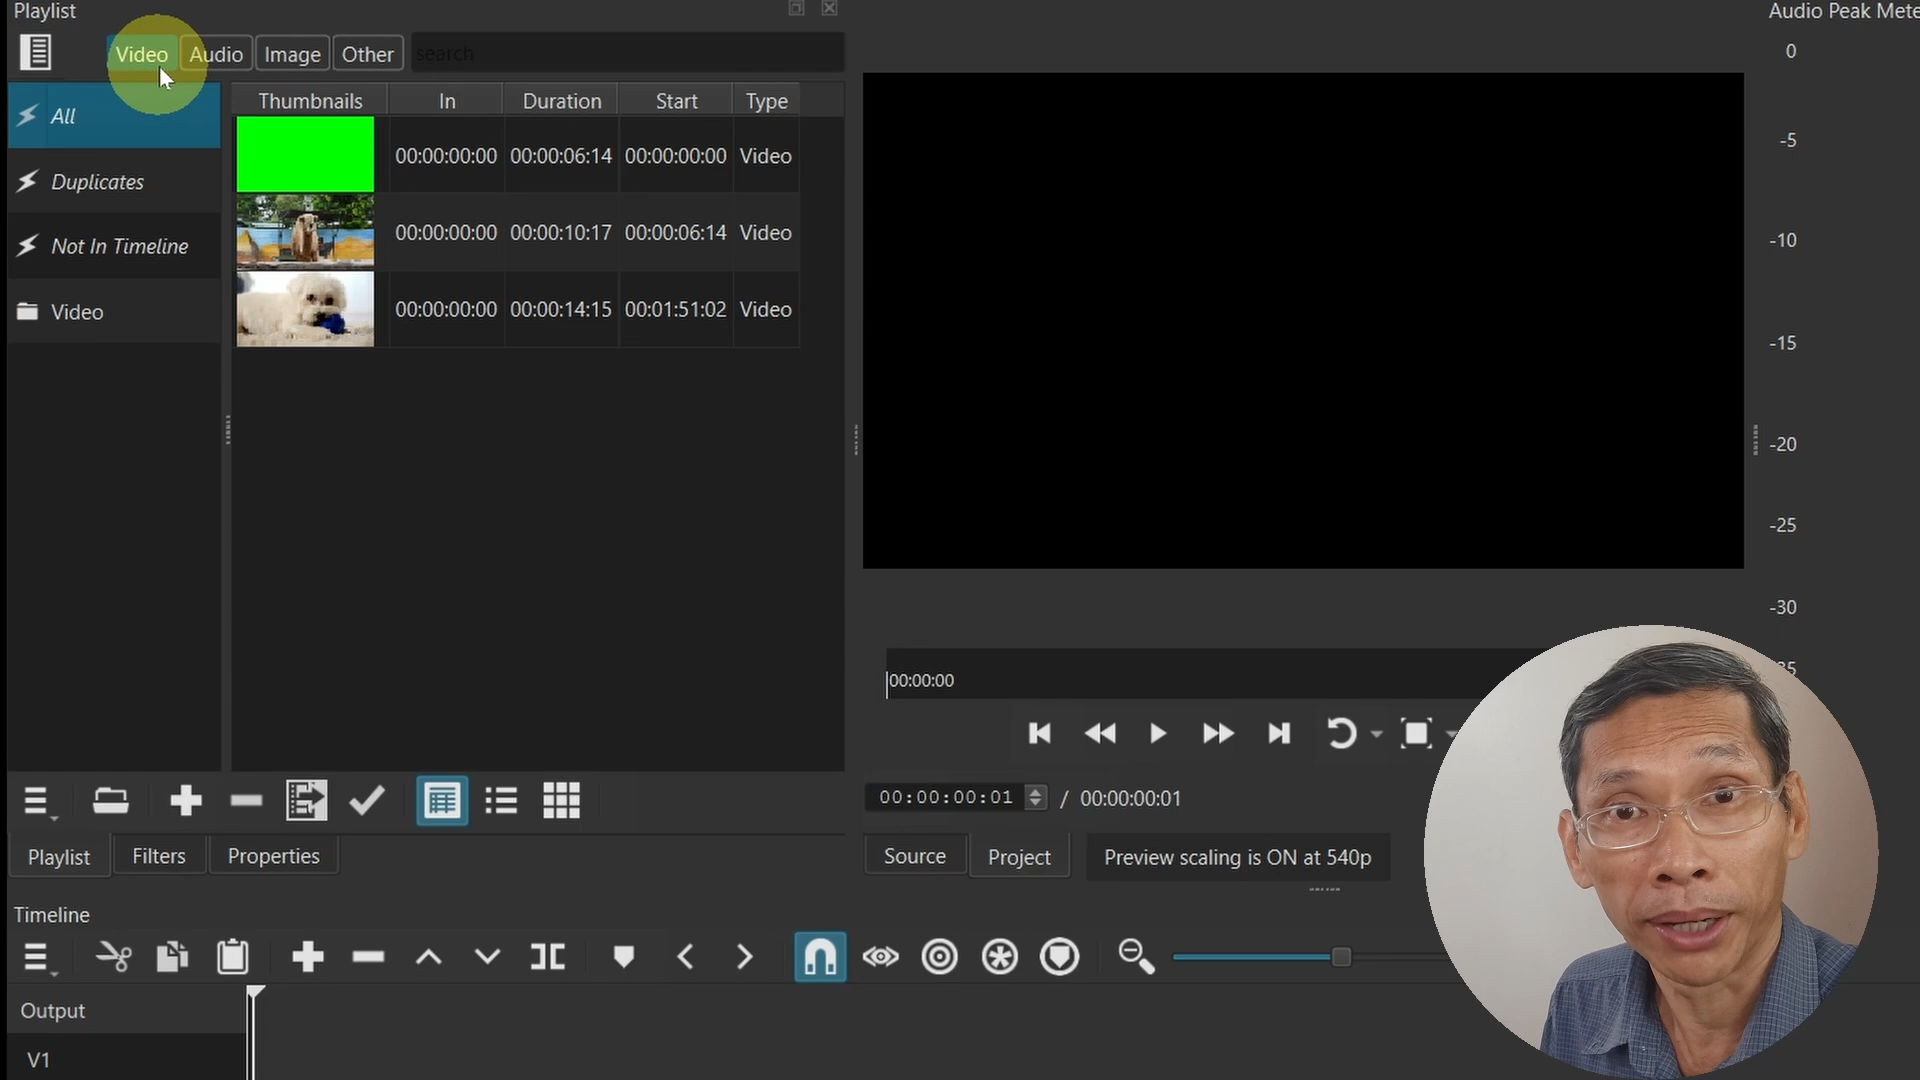 Playlist
Audio Peak Mete
Video Audio Image Other search
0
All
Thumbnails In Duration Start Type
-5
00:00:00:00 00:00:06:14 00:00:00:00 Video
Duplicates
00:00:00:00 00:00:10:17 00:00:06:14 Video
Not In Timeline
-10
Video
00:00:00:00 00:00:14:15 00:01:51:02 Video
-15
-20
-25
-30
35
00:00:00
00:00:00:01 / 00:00:00:01
Playlist Filters Properties
Source Project Preview scaling is ON at 540p
Timeline
Output
V1